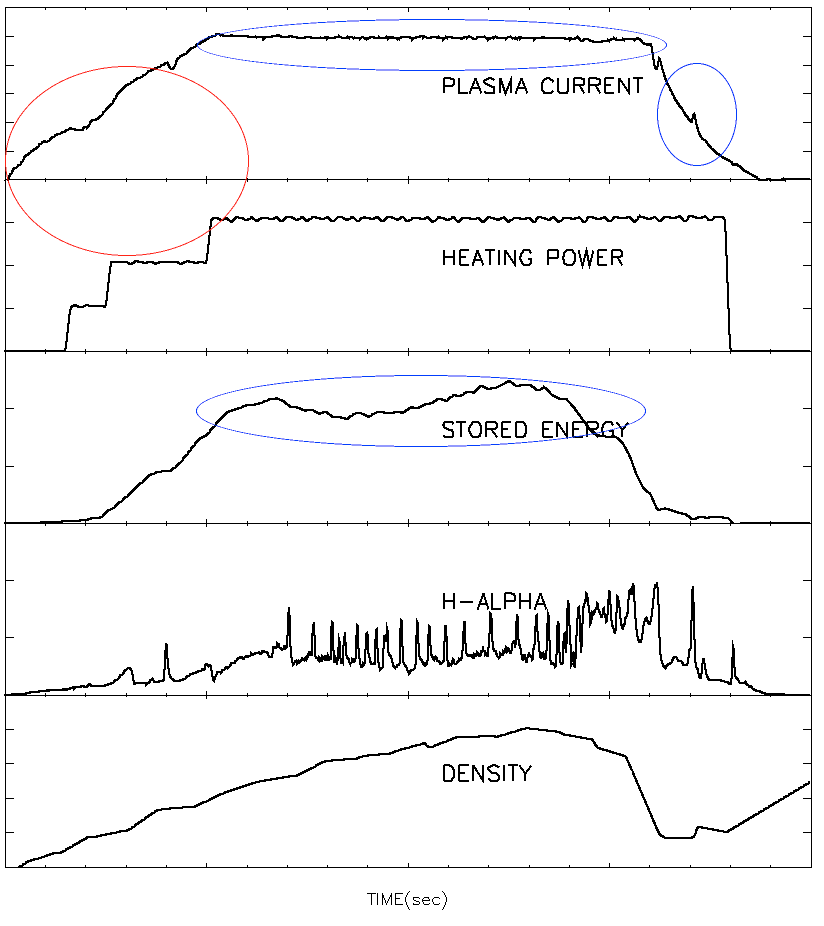 PLASMA CURRENT
HEATING POWER
STORED ENERGY
H-ALPHA
DENSITY
TIME(sec)